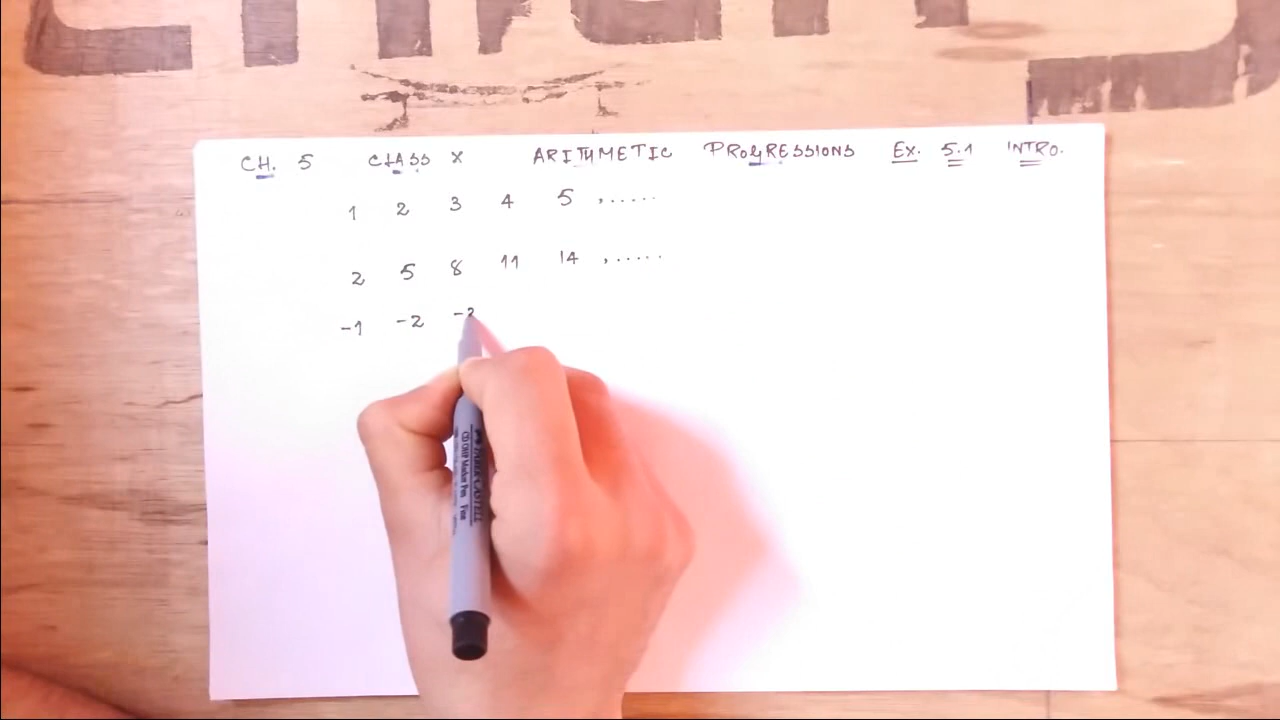 CH. 5 CLASS X ARITMETIC PROGRESSIONS Ex. 5.1 INTRO.
1 2 3 4 5 ,.....
2 5 8 11 14 ,.....
-1 -2